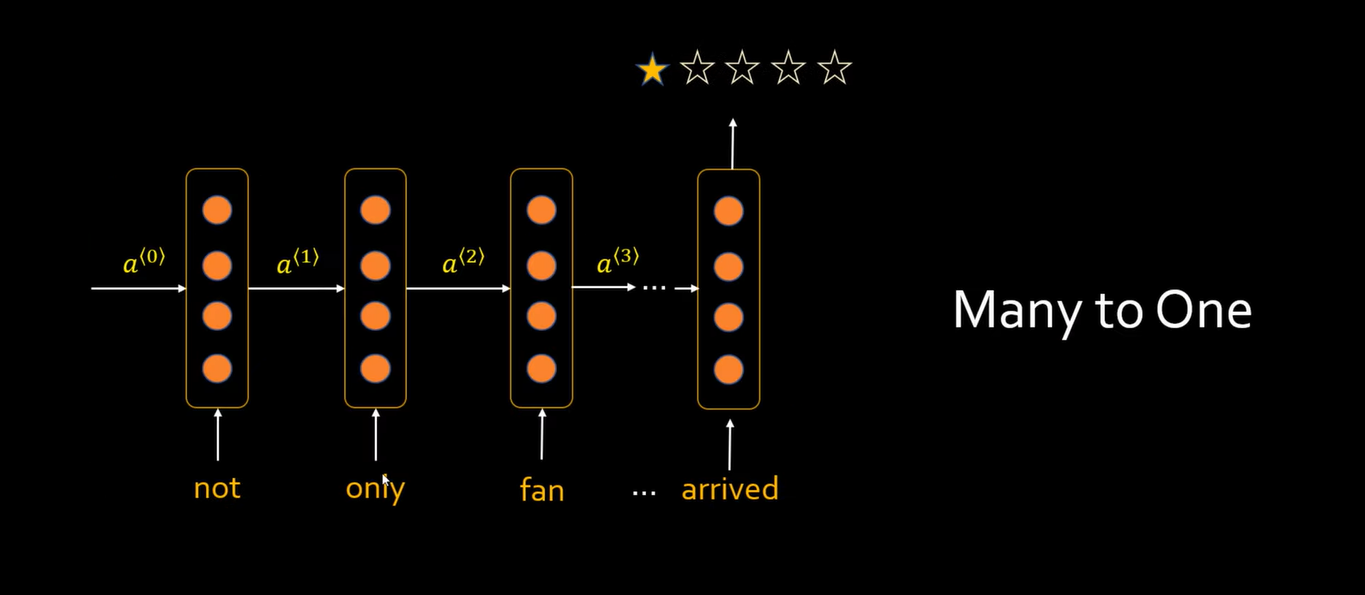 a⟨0⟩ a⟨1⟩ a⟨2⟩ a⟨3⟩ ...
Many to One
not only fan ... arrived